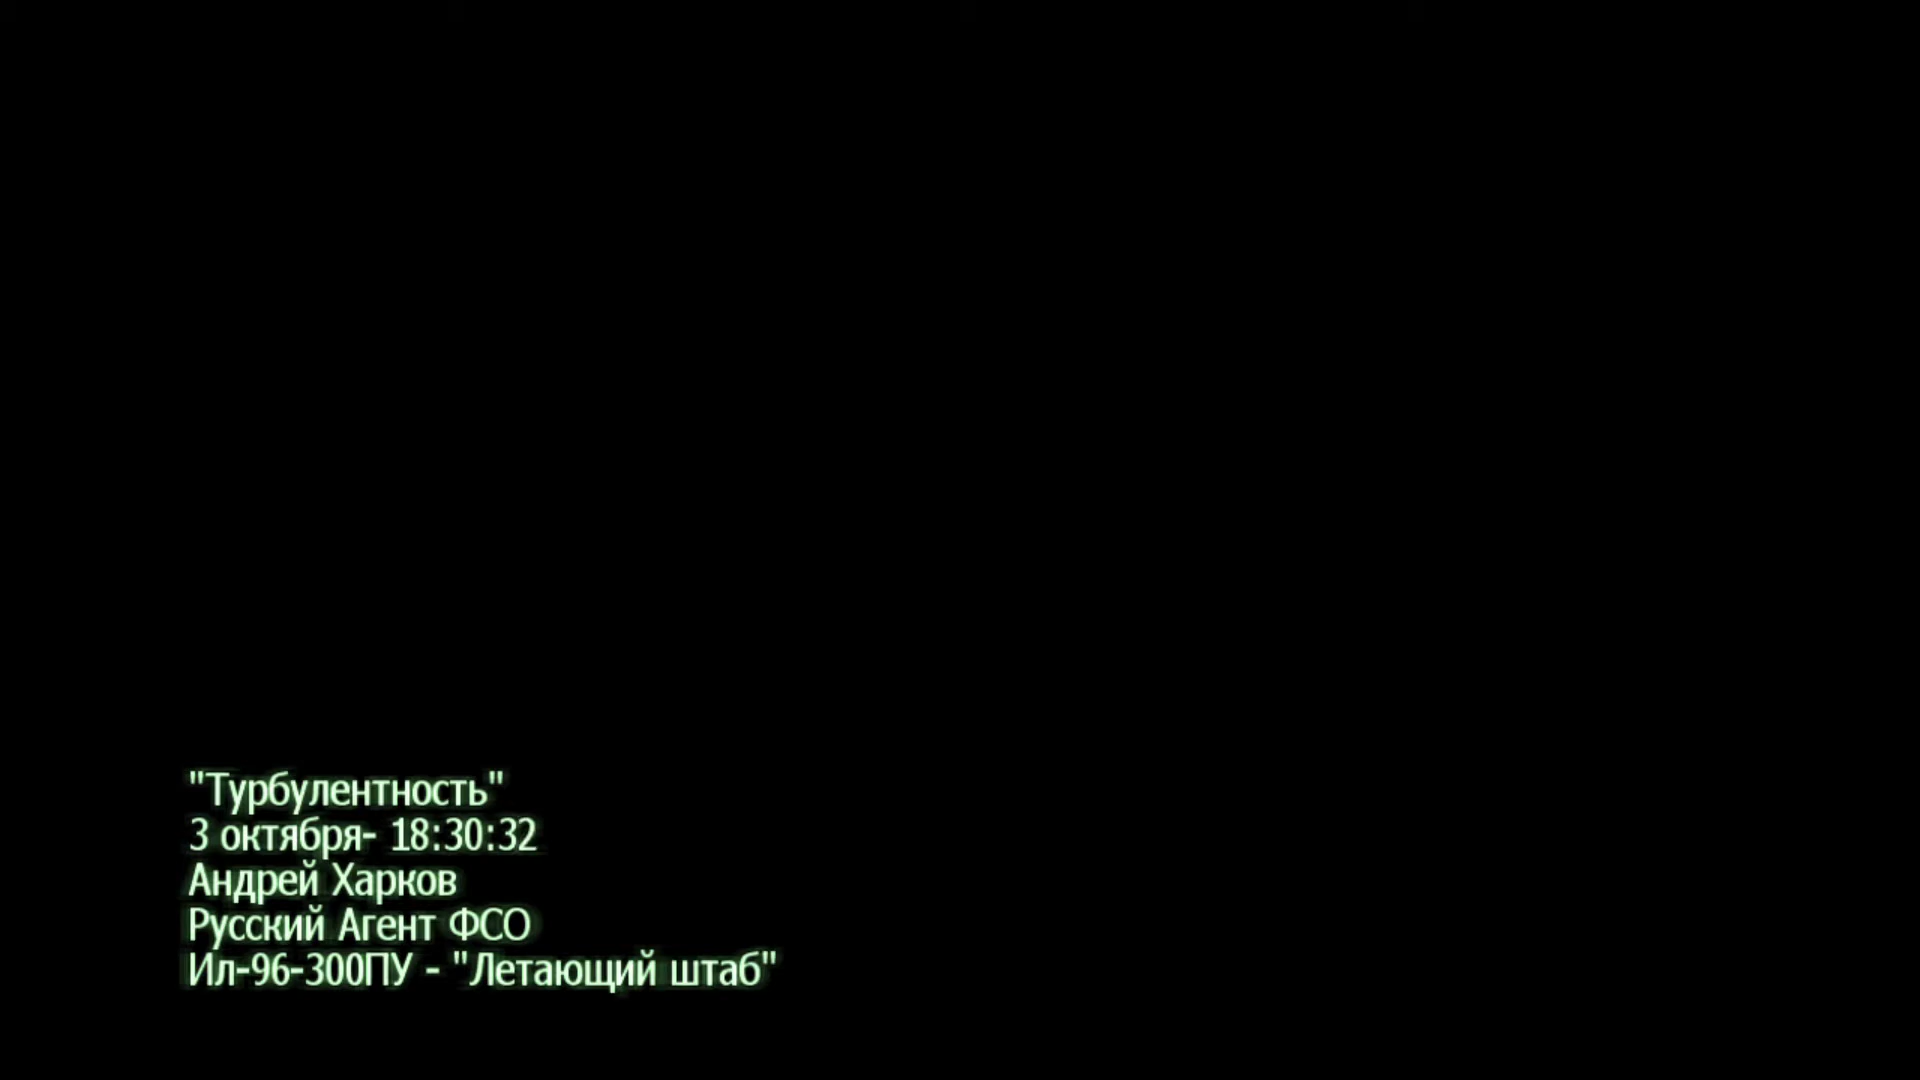 "Турбулентность"
3 октября- 18:30:32
Андрей Харков
Русский Агент ФСО
Ил-96-300ПУ - "Летающий штаб"